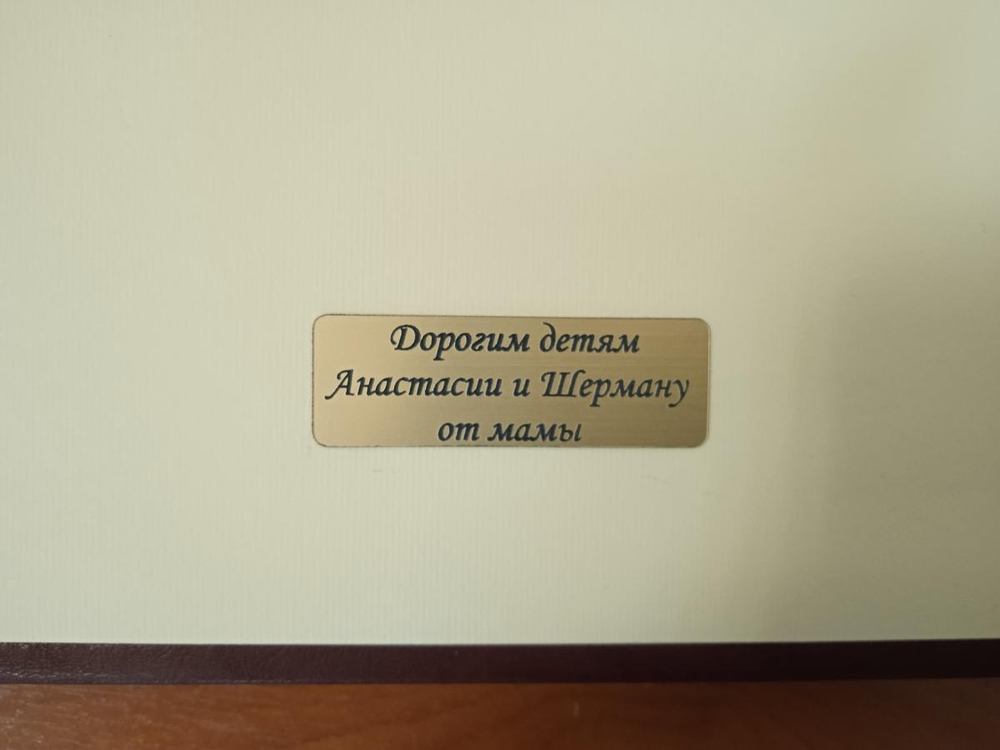 Дорогим детям
Анастасии и Шерману
от мамы